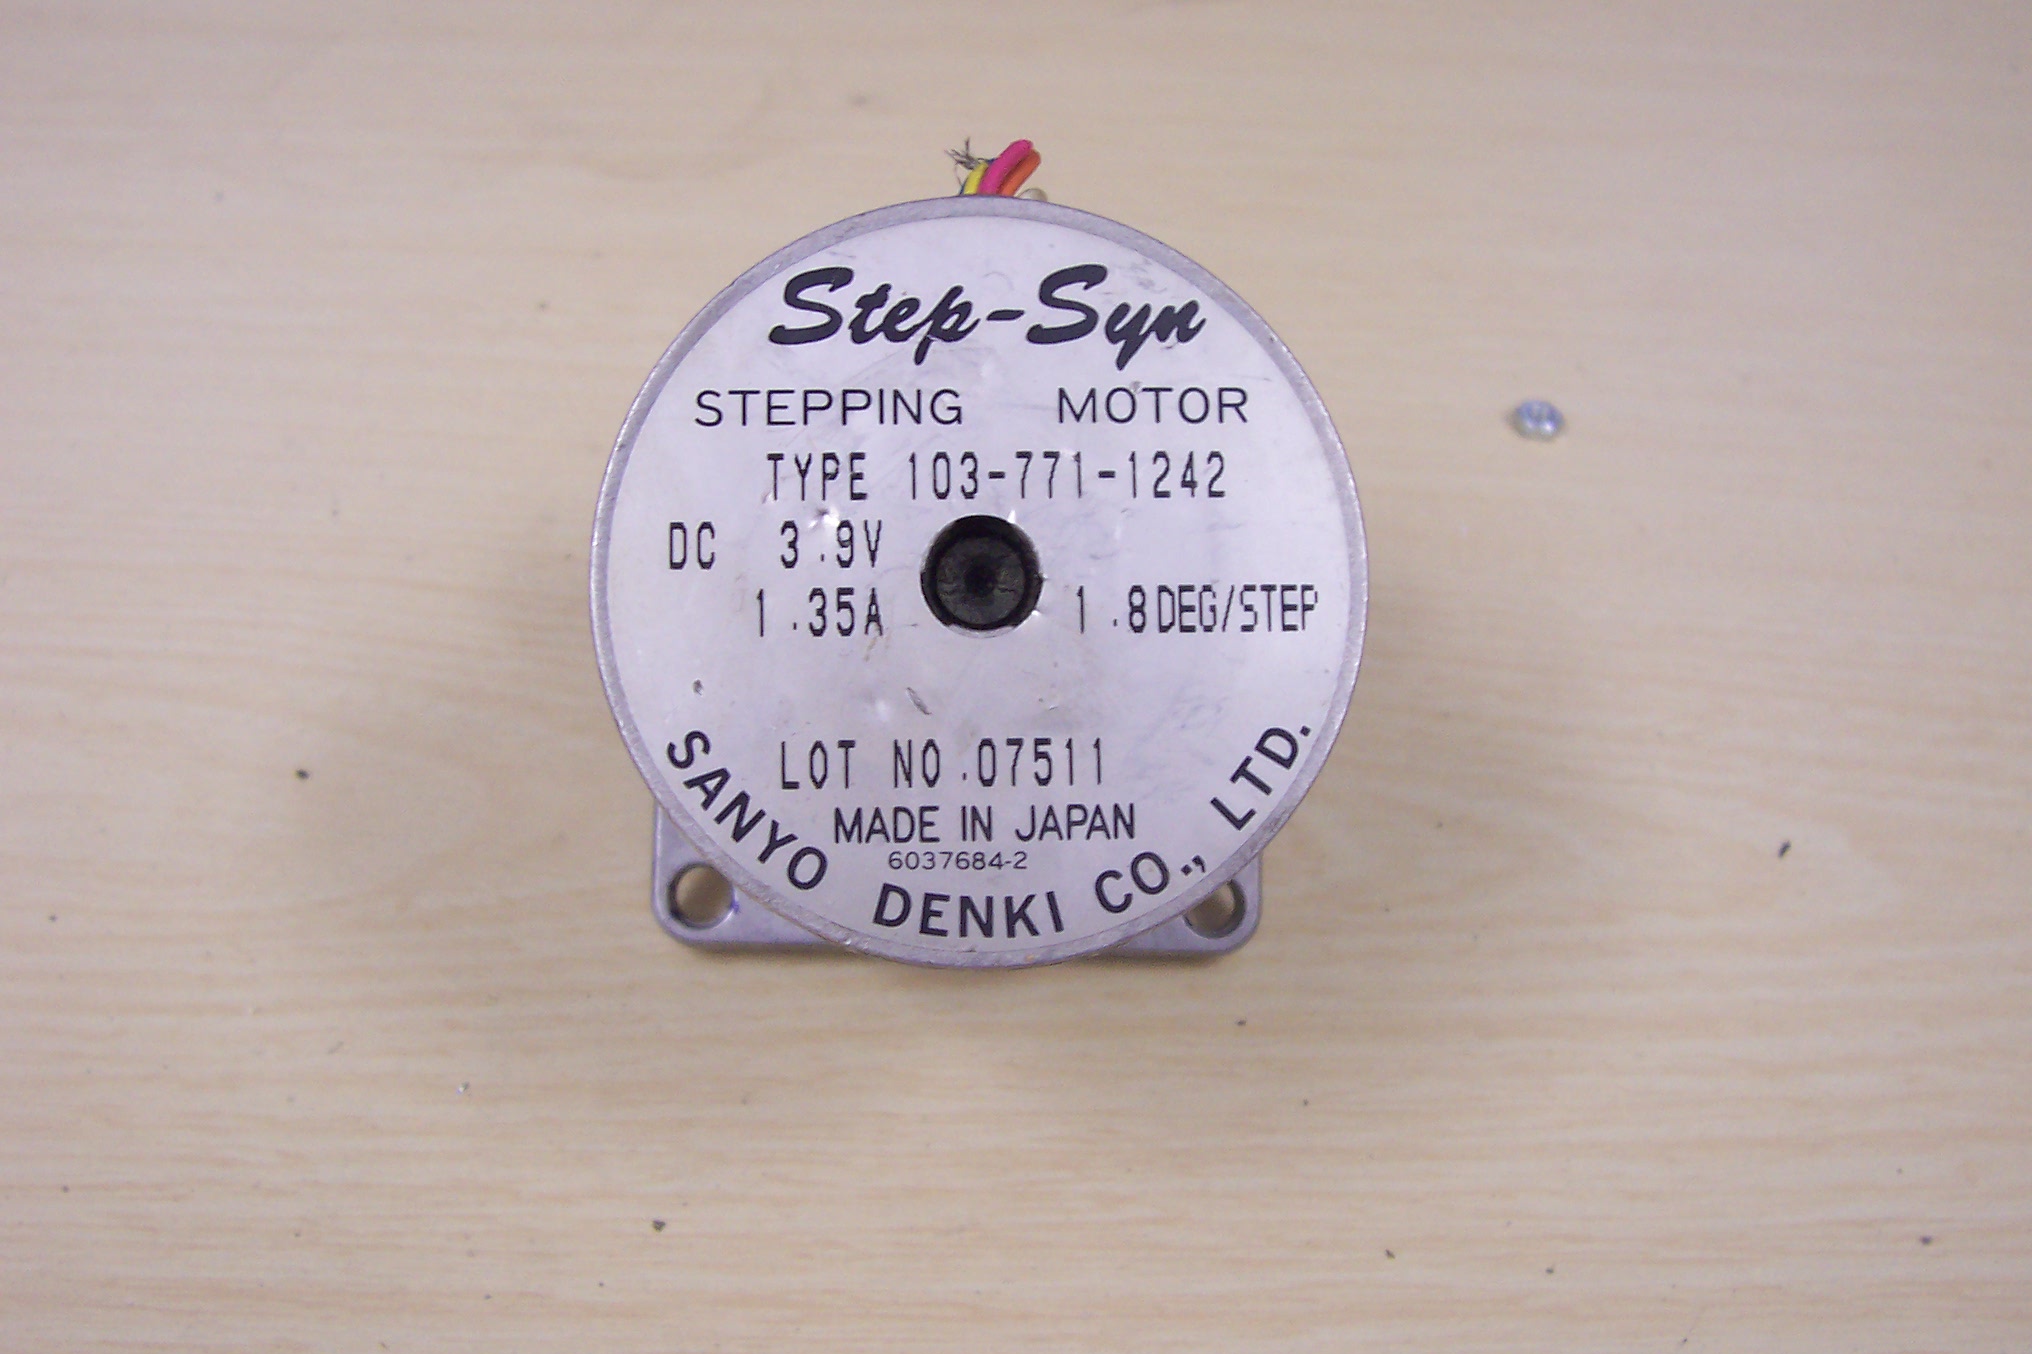 Step-Syn
STEPPING MOTOR
TYPE 103-771-1242
DC 3.9V
1.35A 1.8DEG/STEP
LOT NO.07511
MADE IN JAPAN
6037684-2
SANYO DENKI CO., LTD.